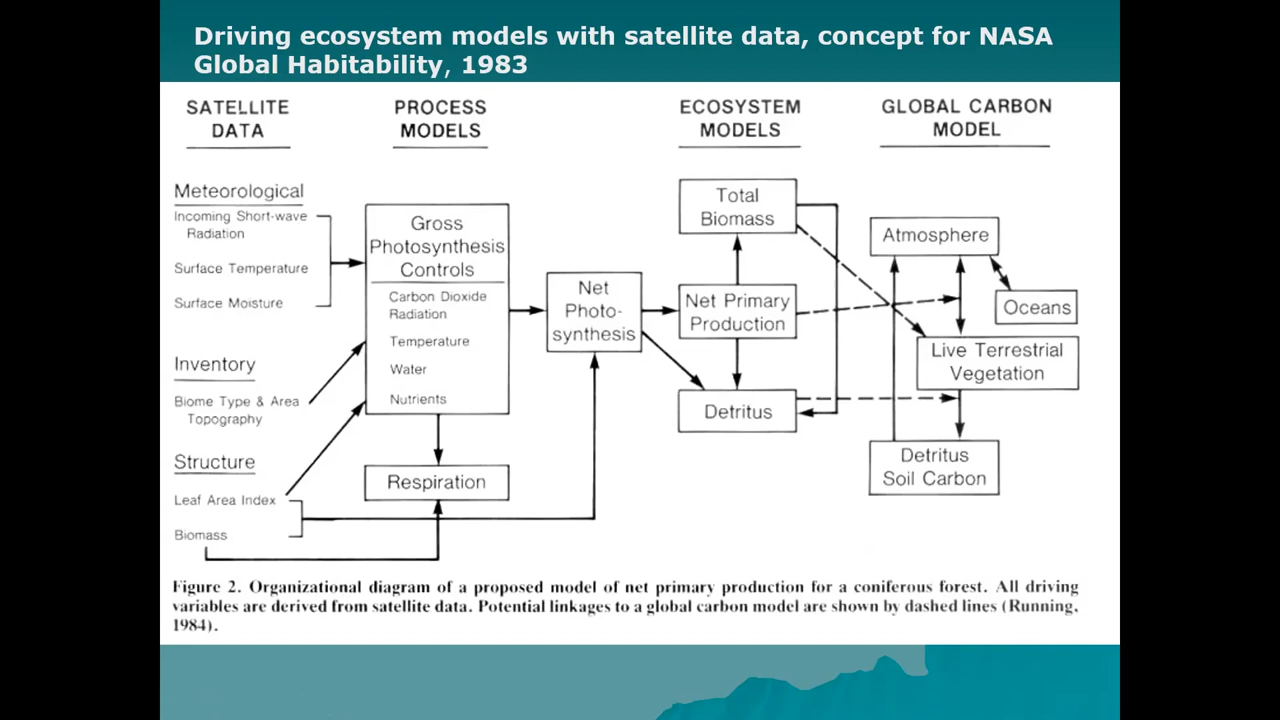 Driving ecosystem models with satellite data, concept for NASA
Global Habitability, 1983
SATELLITE
DATA
PROCESS
MODELS
ECOSYSTEM
MODELS
GLOBAL CARBON
MODEL
Meteorological
Incoming Short-wave
Radiation
Surface Temperature
Surface Moisture
Inventory
Biome Type & Area
Topography
Structure
Leaf Area Index
Biomass
Gross
Photosynthesis
Controls
Carbon Dioxide
Radiation
Temperature
Water
Nutrients
Respiration
Net
Photo-
synthesis
Total
Biomass
Net Primary
Production
Detritus
Atmosphere
Oceans
Live Terrestrial
Vegetation
Detritus
Soil Carbon
Figure 2. Organizational diagram of a proposed model of net primary production for a coniferous forest. All driving
variables are derived from satellite data. Potential linkages to a global carbon model are shown by dashed lines (Running,
1984).